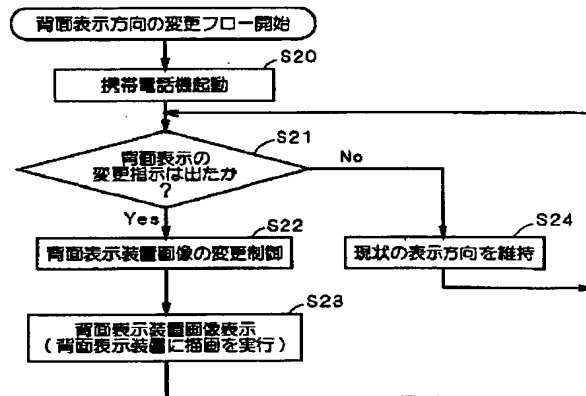 背面表示方向の変更フロー開始
S20
携帯電話機起動
S21
背面表示の
変更指示は出たか
?
No
Yes
S22
背面表示装置画像の変更制御
S24
現状の表示方向を維持
S23
背面表示装置画像表示
(背面表示装置に描画を実行)